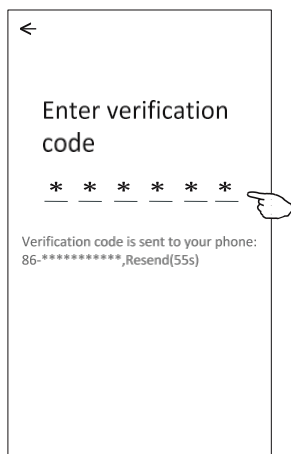 Enter verification
code
* * * * * *
Verification code is sent to your phone:
86-***********,Resend(55s)